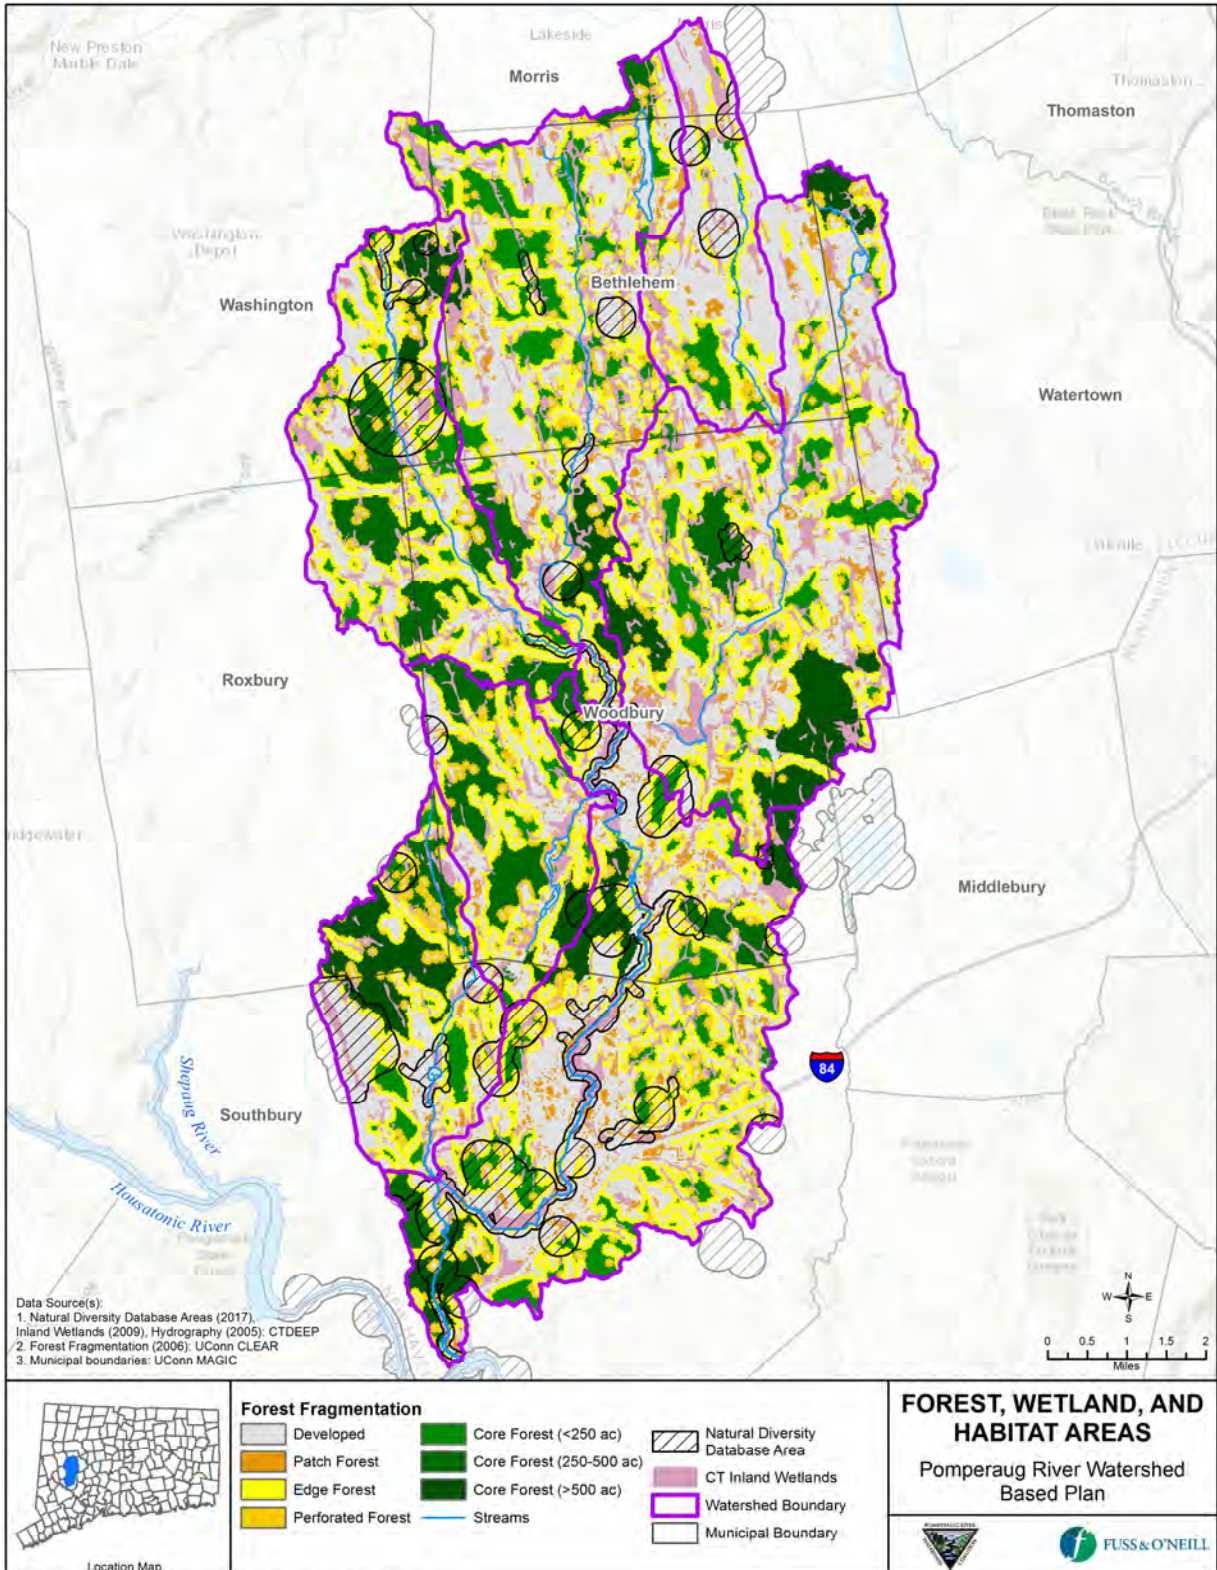 New Preston
Marble Dale
Lakeside
Morris
Thomaston
Thomaston
Washington
Depot
Washington
Bethlehem
Watertown
Oakville
Roxbury
Woodbury
Middlebury
84
Shepaug River
Southbury
Housatonic River
N
W E
S
0 0.5 1 1.5 2
Miles
Data Source(s):
1. Natural Diversity Database Areas (2017),
Inland Wetlands (2009), Hydrography (2005): CTDEEP
2. Forest Fragmentation (2006): UConn CLEAR
3. Municipal boundaries: UConn MAGIC
Location Map
Forest Fragmentation
Developed
Patch Forest
Edge Forest
Perforated Forest
Core Forest (<250 ac)
Core Forest (250-500 ac)
Core Forest (>500 ac)
Streams
Natural Diversity
Database Area
CT Inland Wetlands
Watershed Boundary
Municipal Boundary
FOREST, WETLAND, AND
HABITAT AREAS
Pomperaug River Watershed
Based Plan
POMPERAUG RIVER
WATERSHED
COALITION
FUSS & O'NEILL